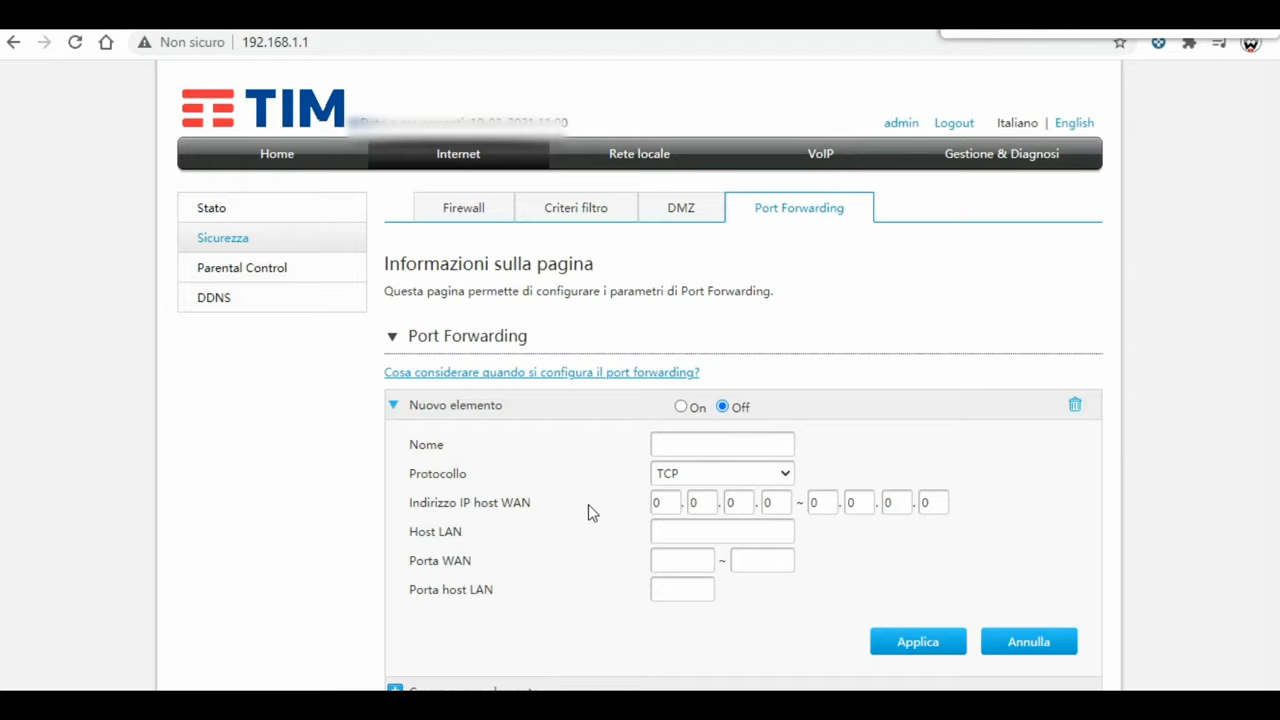 Non sicuro 192.168.1.1
TIM
admin Logout Italiano | English
Home Internet Rete locale VoIP Gestione & Diagnosi
Stato
Sicurezza
Parental Control
DDNS
Firewall Criteri filtro DMZ Port Forwarding
Informazioni sulla pagina
Questa pagina permette di configurare i parametri di Port Forwarding.
Port Forwarding
Cosa considerare quando si configura il port forwarding?
Nuovo elemento On Off
Nome
Protocollo TCP
Indirizzo IP host WAN 0 . 0 . 0 . 0 ~ 0 . 0 . 0 . 0
Host LAN
Porta WAN ~
Porta host LAN
Applica Annulla